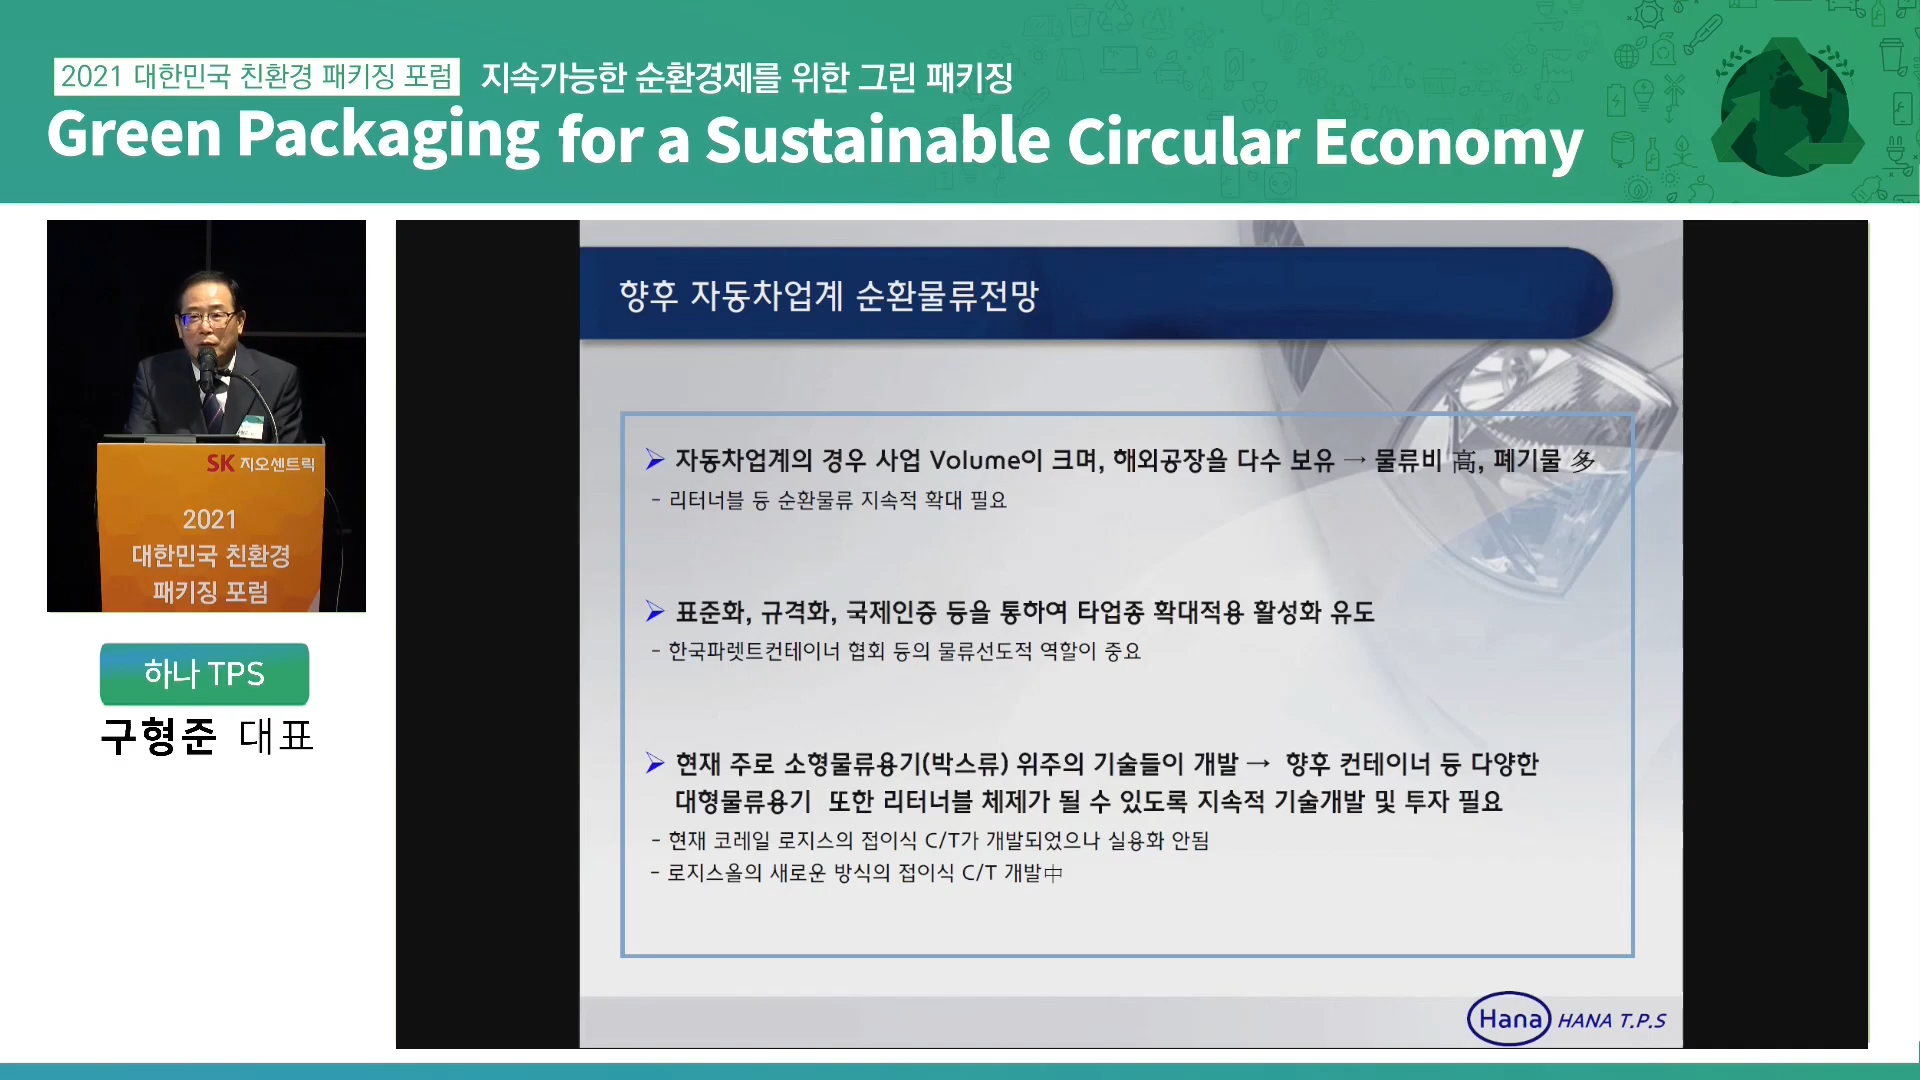 2021 대한민국 친환경 패키징 포럼 지속가능한 순환경제를 위한 그린 패키징
Green Packaging for a Sustainable Circular Economy
SK 지오센트릭
2021
대한민국 친환경
패키징 포럼
하나 TPS
구형준 대표
향후 자동차업계 순환물류전망
➢ 자동차업계의 경우 사업 Volume이 크며, 해외공장을 다수 보유 → 물류비 高, 폐기물 多
- 리터너블 등 순환물류 지속적 확대 필요
➢ 표준화, 규격화, 국제인증 등을 통하여 타업종 확대적용 활성화 유도
- 한국파렛트컨테이너 협회 등의 물류선도적 역할이 중요
➢ 현재 주로 소형물류용기(박스류) 위주의 기술들이 개발 → 향후 컨테이너 등 다양한
대형물류용기 또한 리터너블 체제가 될 수 있도록 지속적 기술개발 및 투자 필요
- 현재 코레일 로지스의 접이식 C/T가 개발되었으나 실용화 안됨
- 로지스올의 새로운 방식의 접이식 C/T 개발中
Hana HANA T.P.S